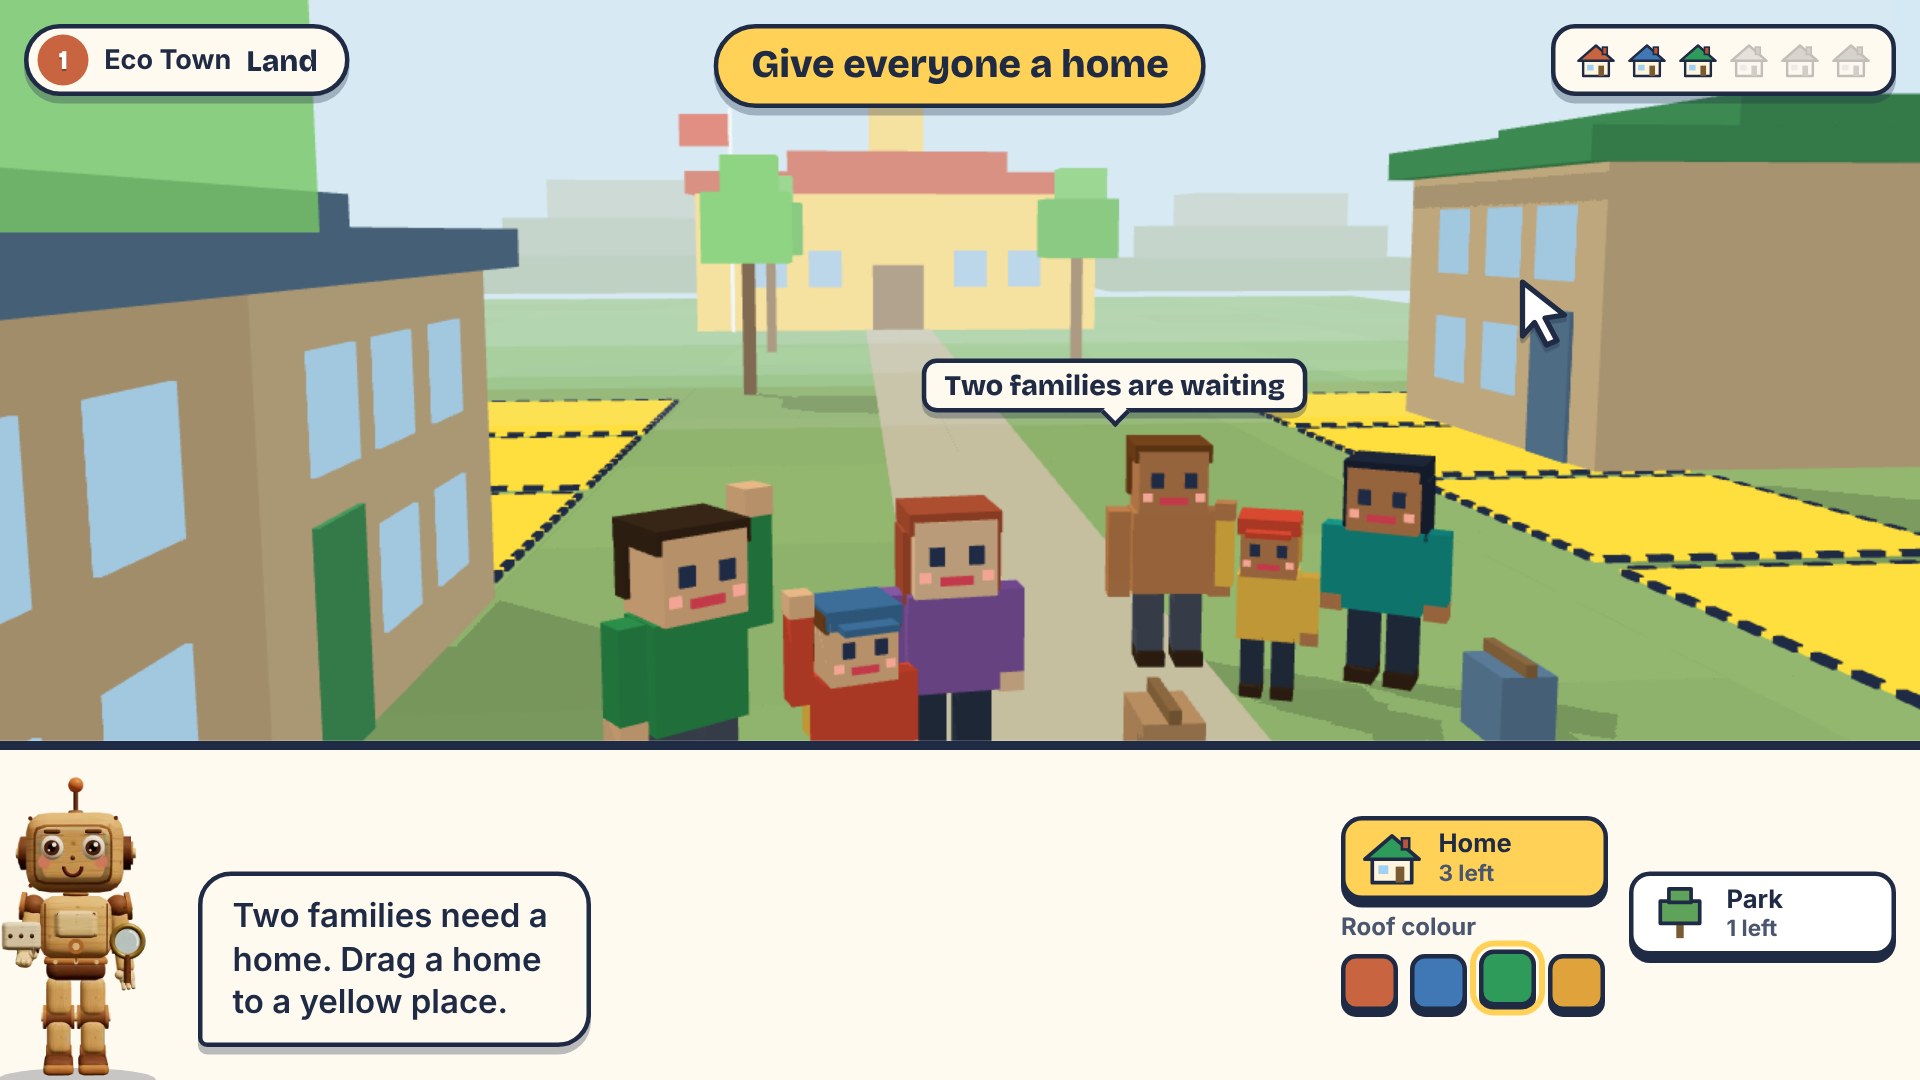 1 Eco Town Land
Give everyone a home
Two families are waiting
Two families need a
home. Drag a home
to a yellow place.
Home
3 left
Roof colour
Park
1 left